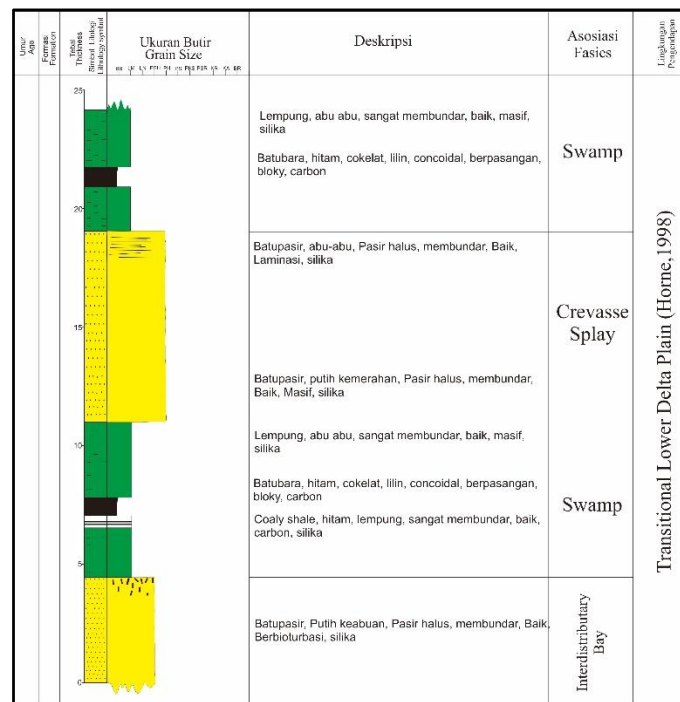 Umur
Age
Formasi
Formation
Tebal
Thickness
Simbol Litologi
Lithology symbol
Ukuran Butir
Grain Size
Deskripsi
Asosiasi
Fasics
Lingkungan
Pengendapan
25
Lempung, abu abu, sangat membundar, baik, masif,
silika
Batubara, hitam, cokelat, lilin, concoidal, berpasangan,
bloky, carbon
Swamp
20
Batupasir, abu-abu, Pasir halus, membundar, Baik,
Laminasi, silika
Crevasse
Splay
15
Batupasir, putih kemerahan, Pasir halus, membundar,
Baik, Masif, silika
10
Lempung, abu abu, sangat membundar, baik, masif,
silika
Batubara, hitam, cokelat, lilin, concoidal, berpasangan,
bloky, carbon
Coaly shale, hitam, lempung, sangat membundar, baik,
carbon, silika
Swamp
5
Batupasir, Putih keabuan, Pasir halus, membundar, Baik,
Berbioturbasi, silika
Interdistributary
Bay
0
Transitional Lower Delta Plain (Horne,1998)